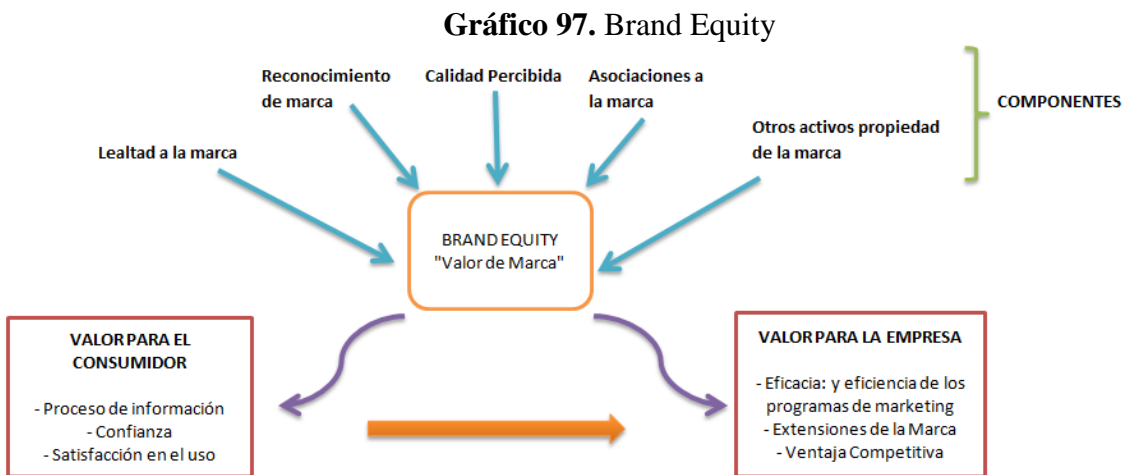 Gráfico 97. Brand Equity
Reconocimiento
de marca
Calidad Percibida
Asociaciones a
la marca
COMPONENTES
Otros activos propiedad
de la marca
Lealtad a la marca
BRAND EQUITY
"Valor de Marca"
VALOR PARA EL
CONSUMIDOR
- Proceso de información
- Confianza
- Satisfacción en el uso
VALOR PARA LA EMPRESA
- Eficacia: y eficiencia de los
programas de marketing
- Extensiones de la Marca
- Ventaja Competitiva